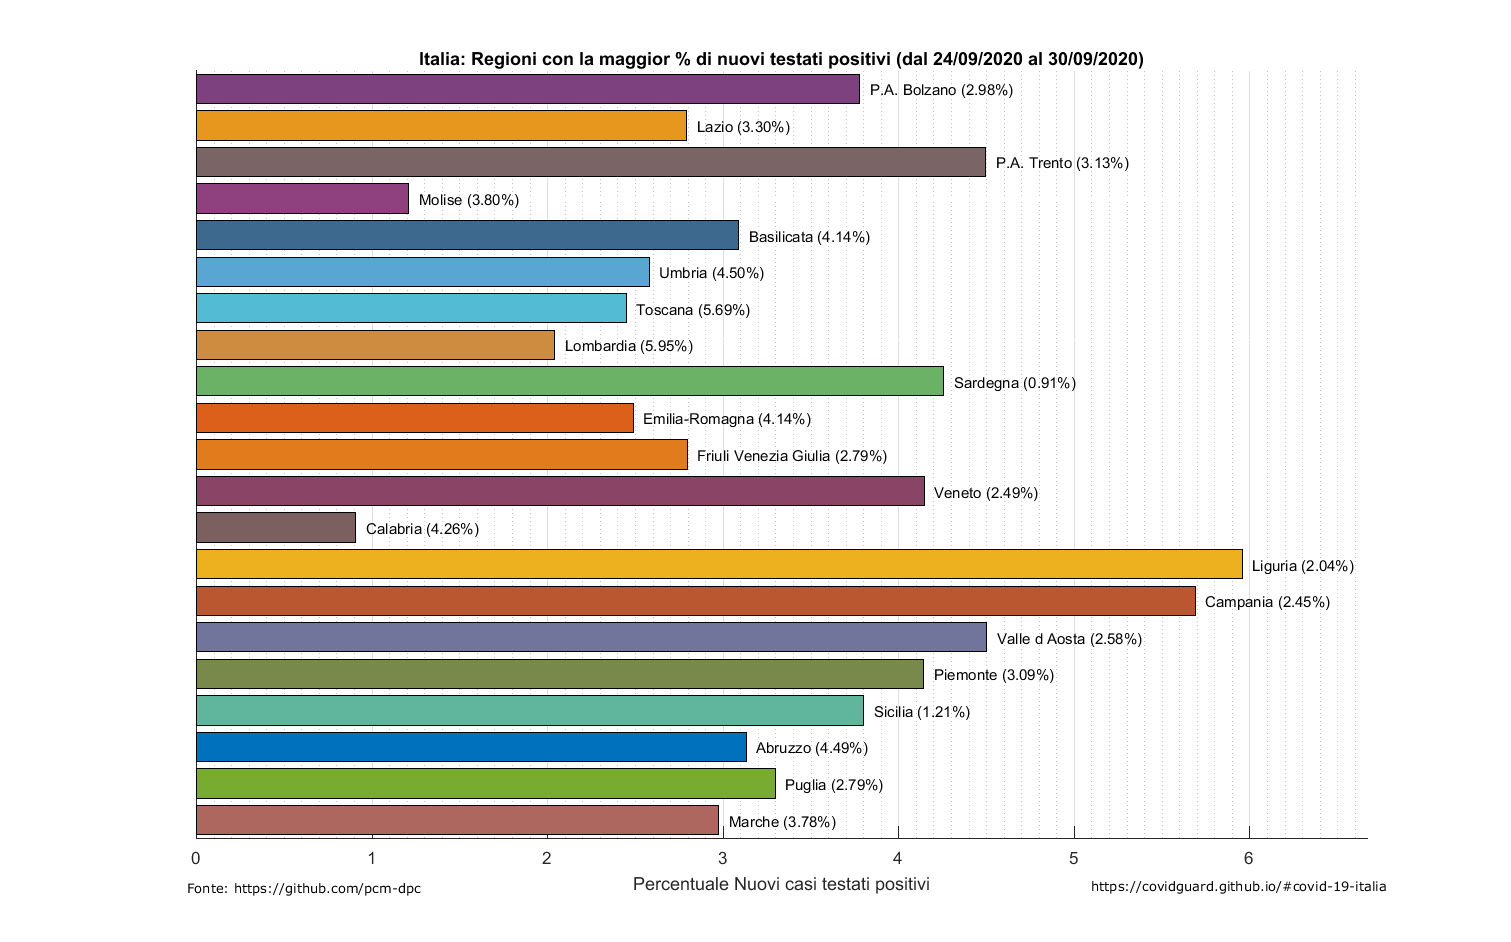 Italia: Regioni con la maggior % di nuovi testati positivi (dal 24/09/2020 al 30/09/2020)
P.A. Bolzano (2.98%)
Lazio (3.30%)
P.A. Trento (3.13%)
Molise (3.80%)
Basilicata (4.14%)
Umbria (4.50%)
Toscana (5.69%)
Lombardia (5.95%)
Sardegna (0.91%)
Emilia-Romagna (4.14%)
Friuli Venezia Giulia (2.79%)
Veneto (2.49%)
Calabria (4.26%)
Liguria (2.04%)
Campania (2.45%)
Valle d Aosta (2.58%)
Piemonte (3.09%)
Sicilia (1.21%)
Abruzzo (4.49%)
Puglia (2.79%)
Marche (3.78%)
0 1 2 3 4 5 6
Percentuale Nuovi casi testati positivi
Fonte: https://github.com/pcm-dpc
https://covidguard.github.io/#covid-19-italia